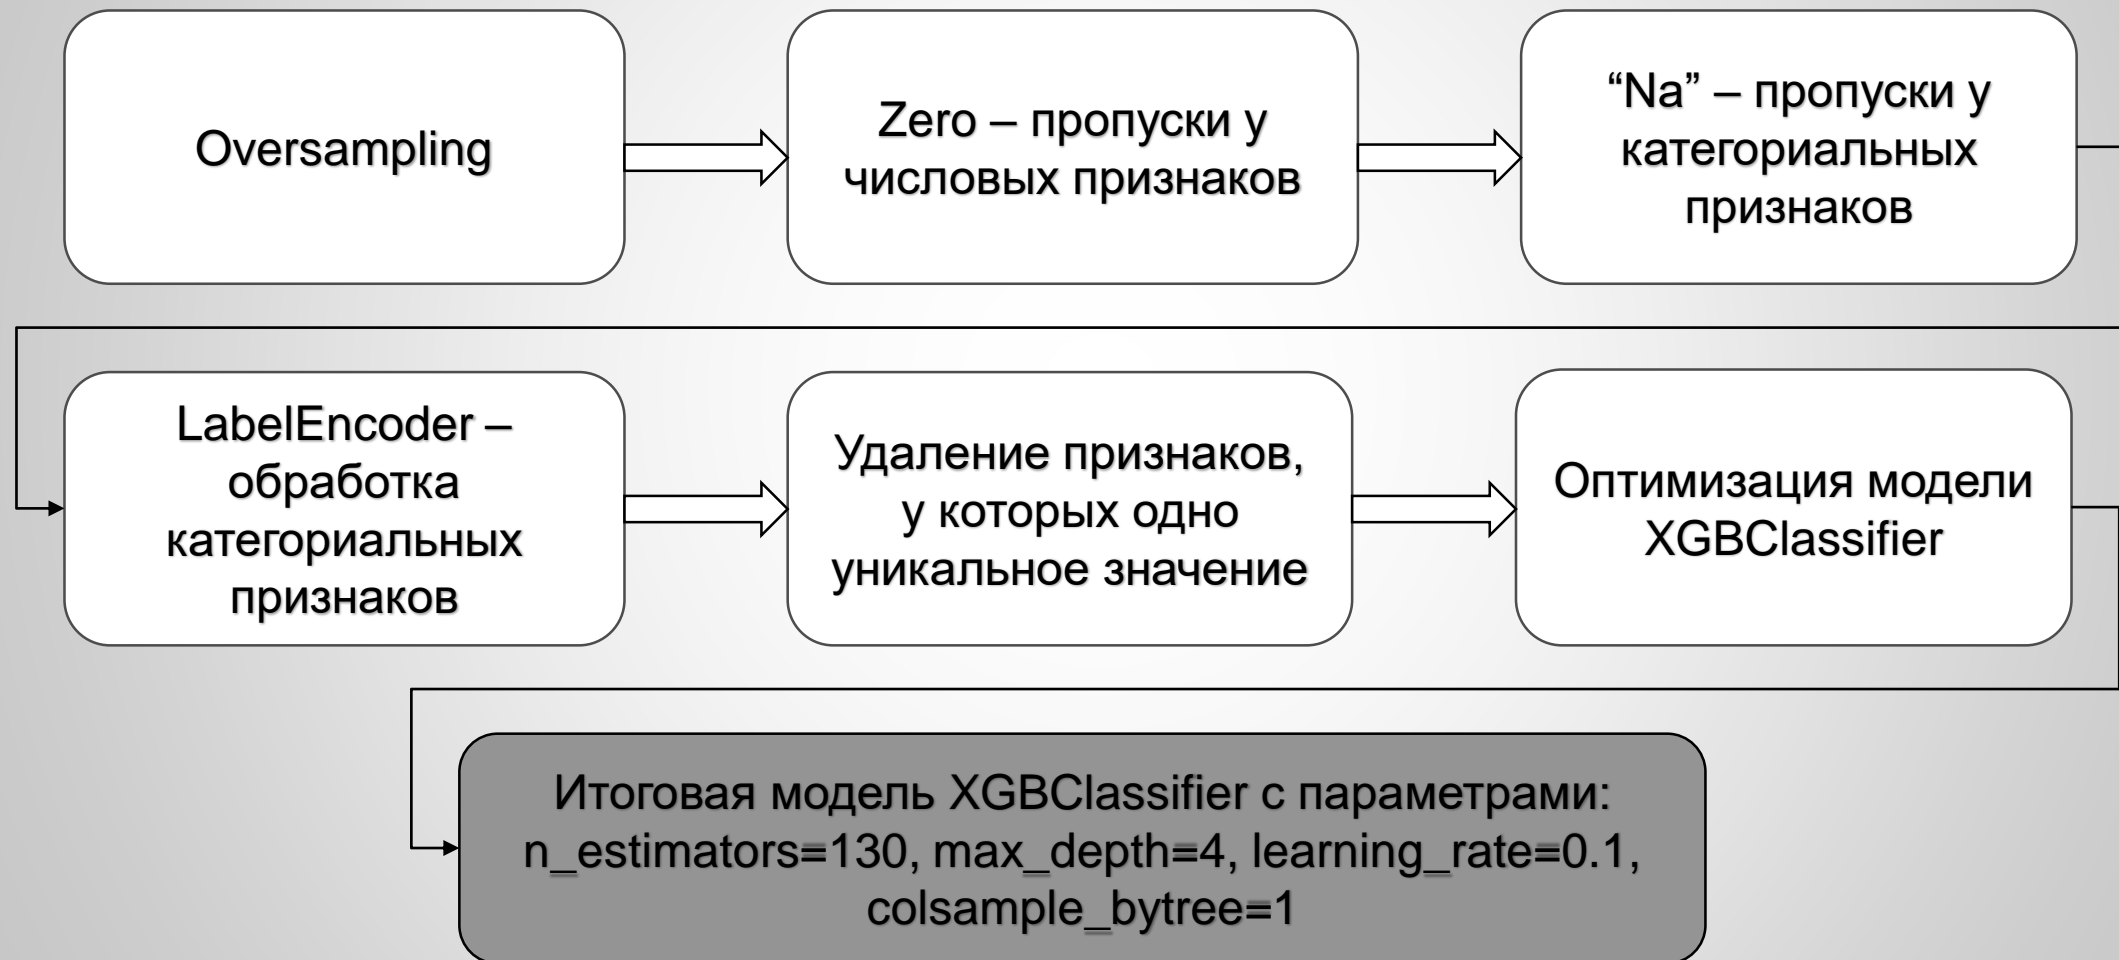 Oversampling
Zero – пропуски у
числовых признаков
“Na” – пропуски у
категориальных
признаков
LabelEncoder –
обработка
категориальных
признаков
Удаление признаков,
у которых одно
уникальное значение
Оптимизация модели
XGBClassifier
Итоговая модель XGBClassifier с параметрами:
n_estimators=130, max_depth=4, learning_rate=0.1,
colsample_bytree=1